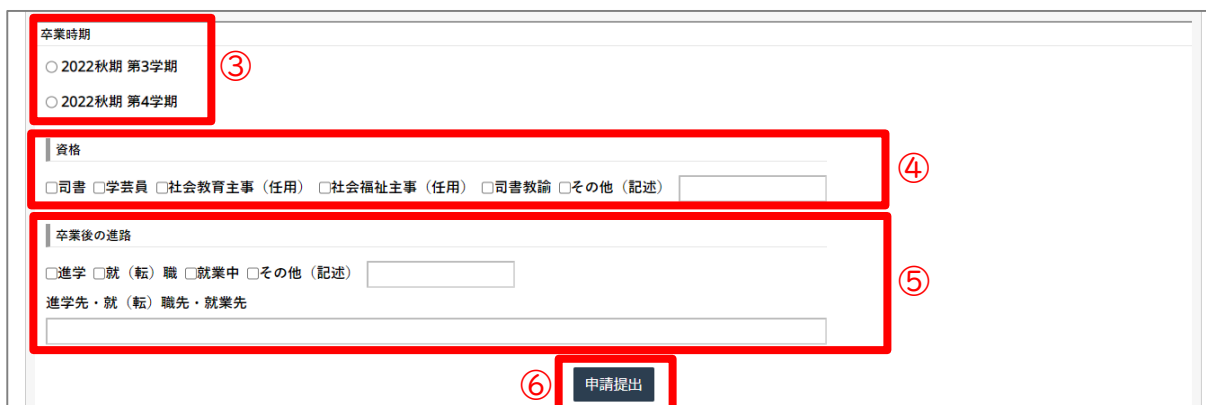 卒業時期
2022秋期 第3学期
③
2022秋期 第4学期
資格
④
司書 学芸員 社会教育主事（任用） 社会福祉主事（任用） 司書教諭 その他（記述）
卒業後の進路
進学 就（転）職 就業中 その他（記述）
⑤
進学先・就（転）職先・就業先
⑥ 申請提出